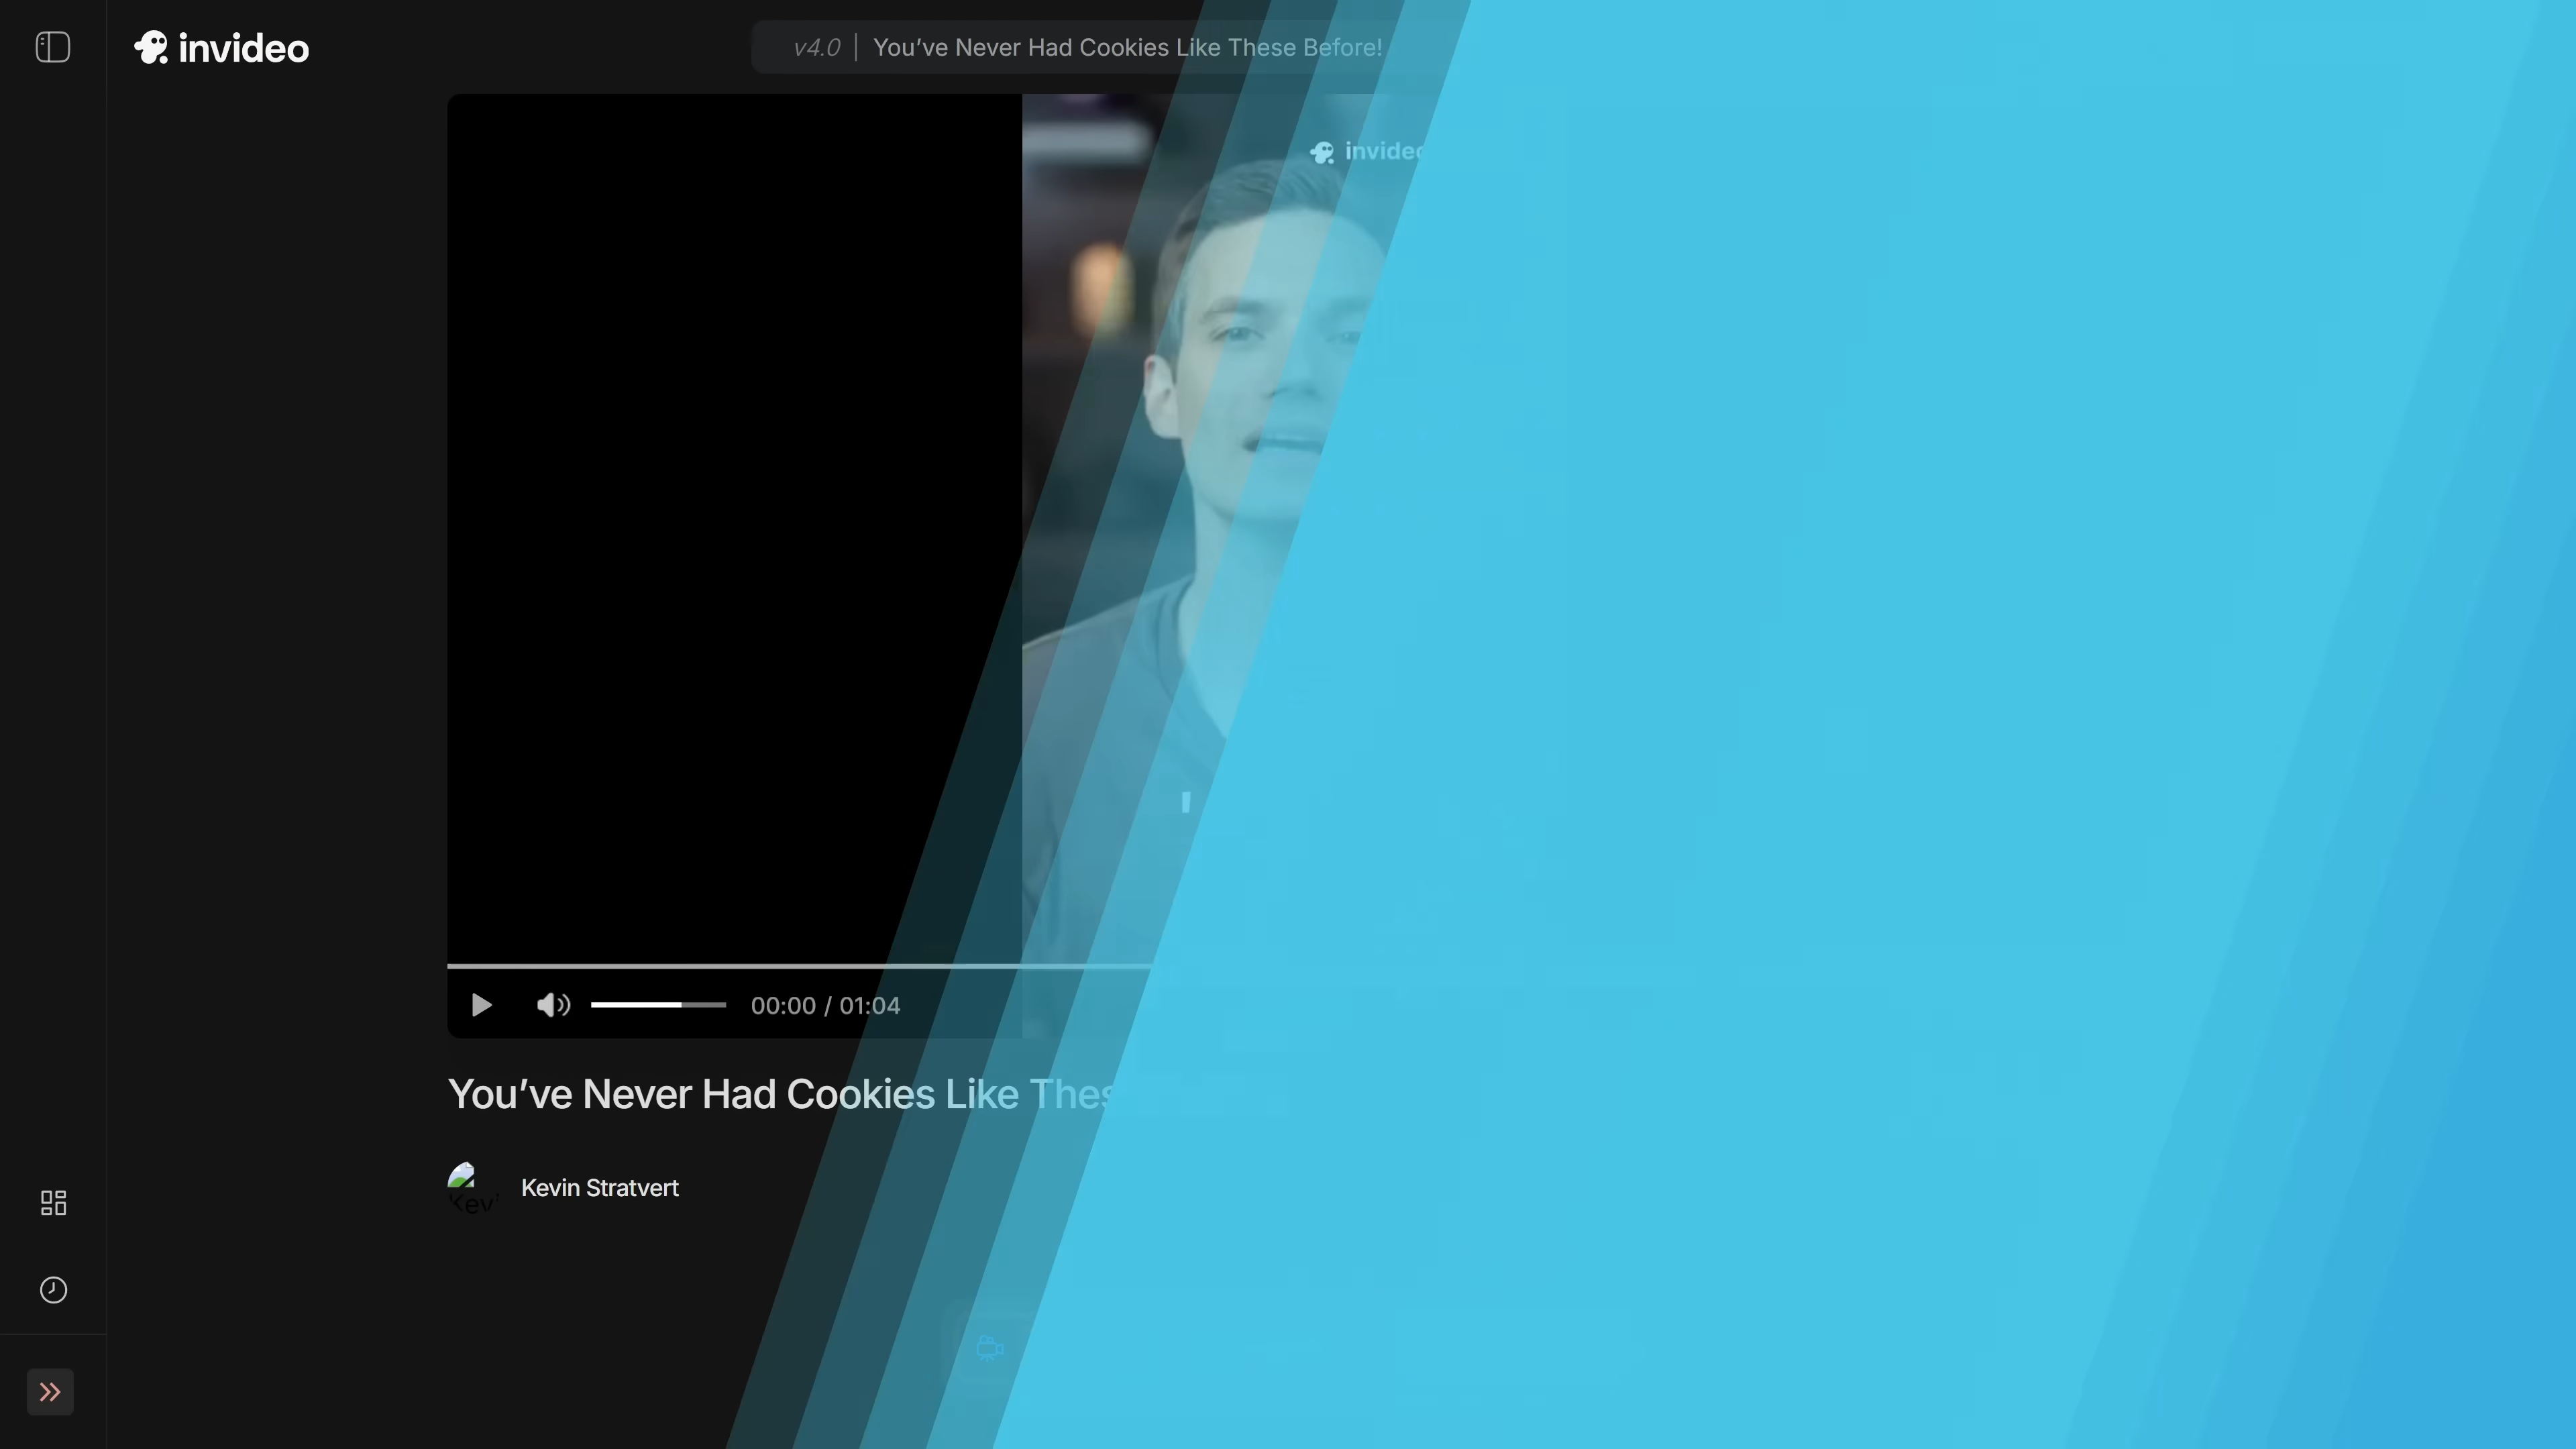 invideo
v4.0 | You've Never Had Cookies Like These Before!
invideo
00:00 / 01:04
You've Never Had Cookies Like Thes
Kev
Kevin Stratvert